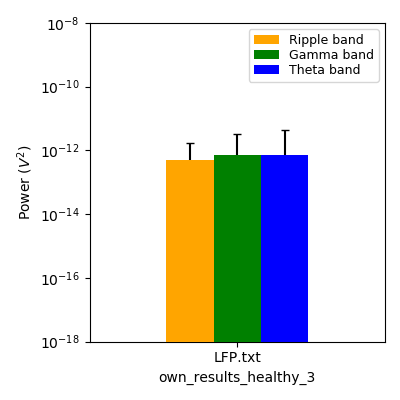 10⁻⁸
Ripple band
Gamma band
Theta band
10⁻¹⁰
10⁻¹²
Power (V²)
10⁻¹⁴
10⁻¹⁶
10⁻¹⁸
LFP.txt
own_results_healthy_3